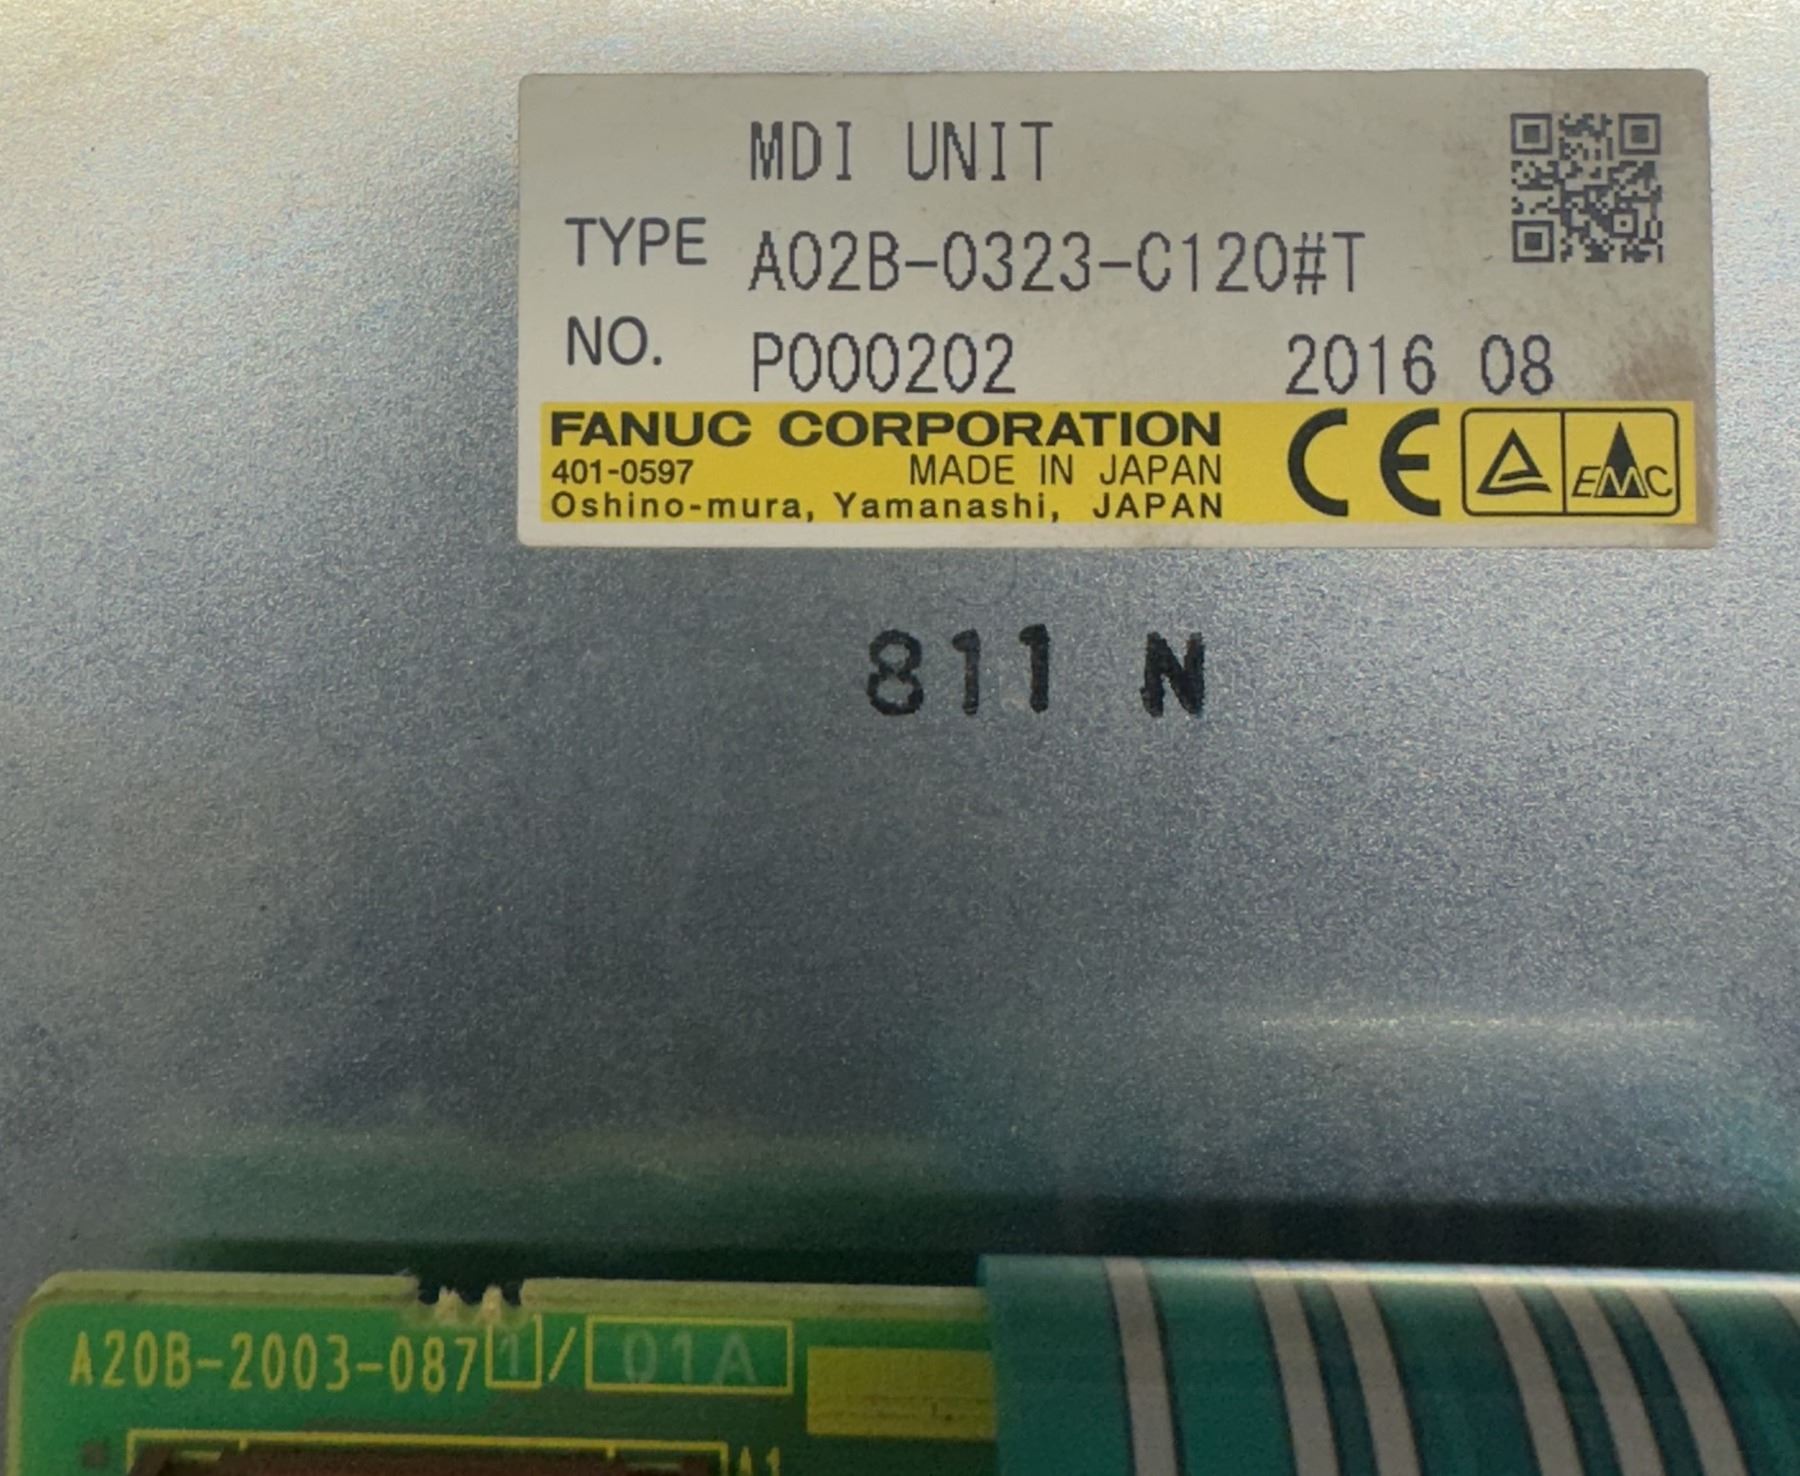 MDI UNIT
TYPE A02B-0323-C120#T
NO. P000202 2016 08
FANUC CORPORATION
401-0597 MADE IN JAPAN
Oshino-mura, Yamanashi, JAPAN
CE
EMC
811 N
A20B-2003-0871/01A
A1